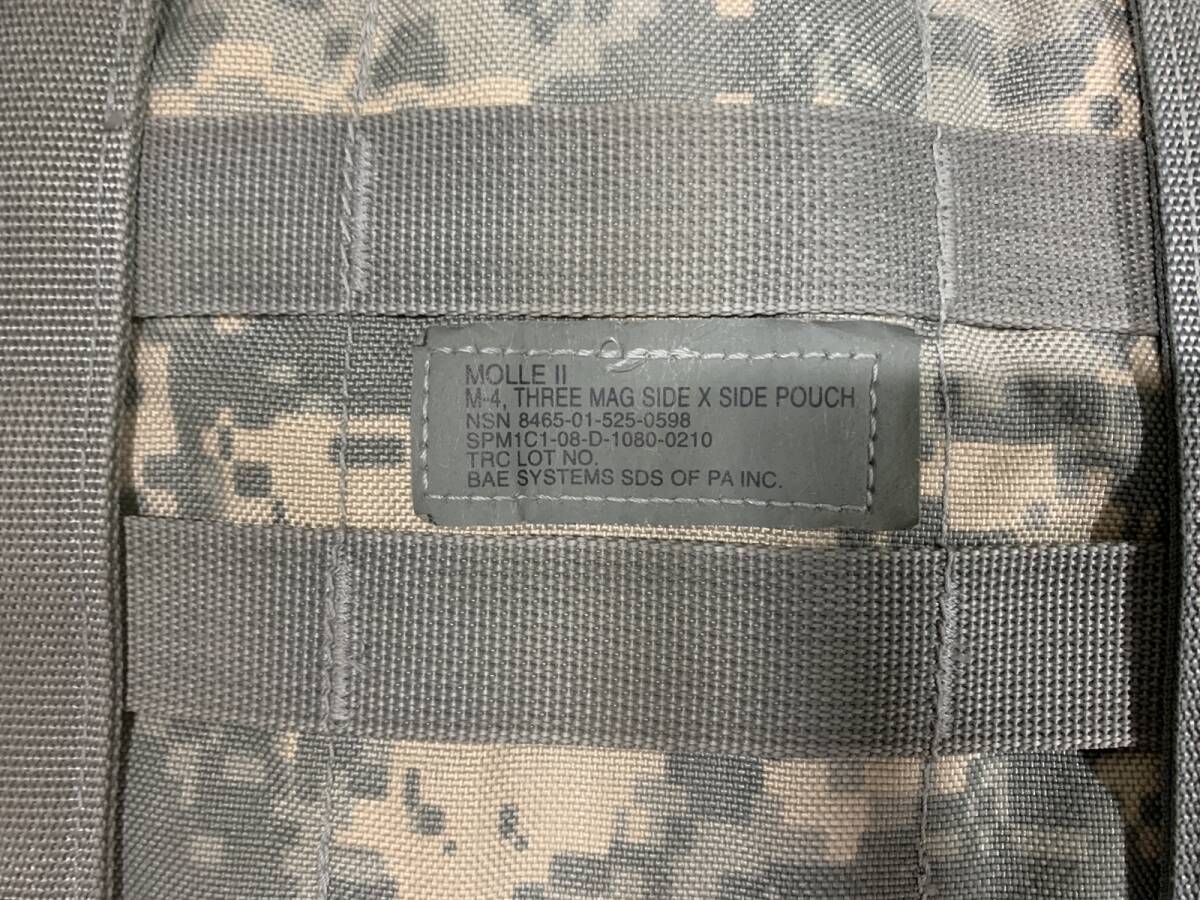 MOLLE II
M-4, THREE MAG SIDE X SIDE POUCH
NSN 8465-01-525-0598
SPM1C1-08-D-1080-0210
TRC LOT NO.
BAE SYSTEMS SDS OF PA INC.